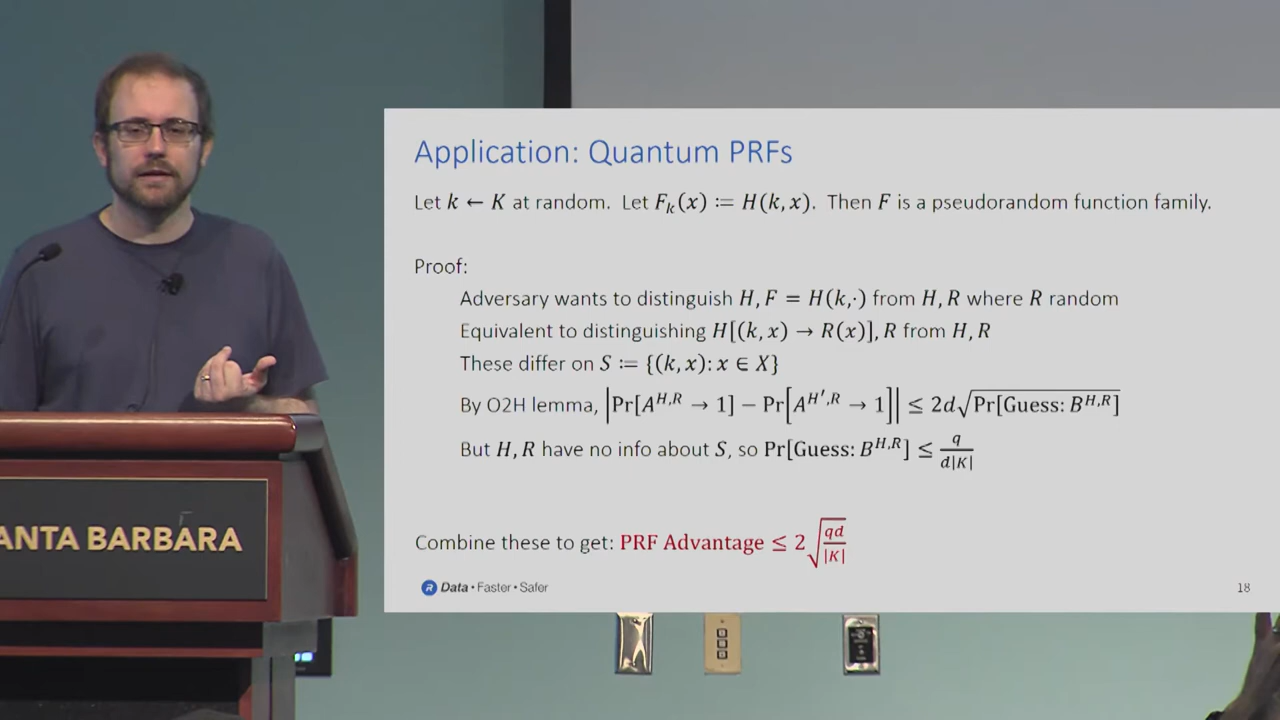 Application: Quantum PRFs
Let k ← K at random. Let Fₖ(x) := H(k, x). Then F is a pseudorandom function family.
Proof:
Adversary wants to distinguish H, F = H(k,·) from H, R where R random
Equivalent to distinguishing H[(k, x) → R(x)], R from H, R
These differ on S := {(k, x): x ∈ X}
By O2H lemma, |Pr[A^{H,R} → 1] − Pr[A^{H′,R} → 1]| ≤ 2d√Pr[Guess: B^{H,R}]
But H, R have no info about S, so Pr[Guess: B^{H,R}] ≤ q/(d|K|)
Combine these to get: PRF Advantage ≤ 2√(qd/|K|)
R Data • Faster • Safer
18
ANTA BARBARA